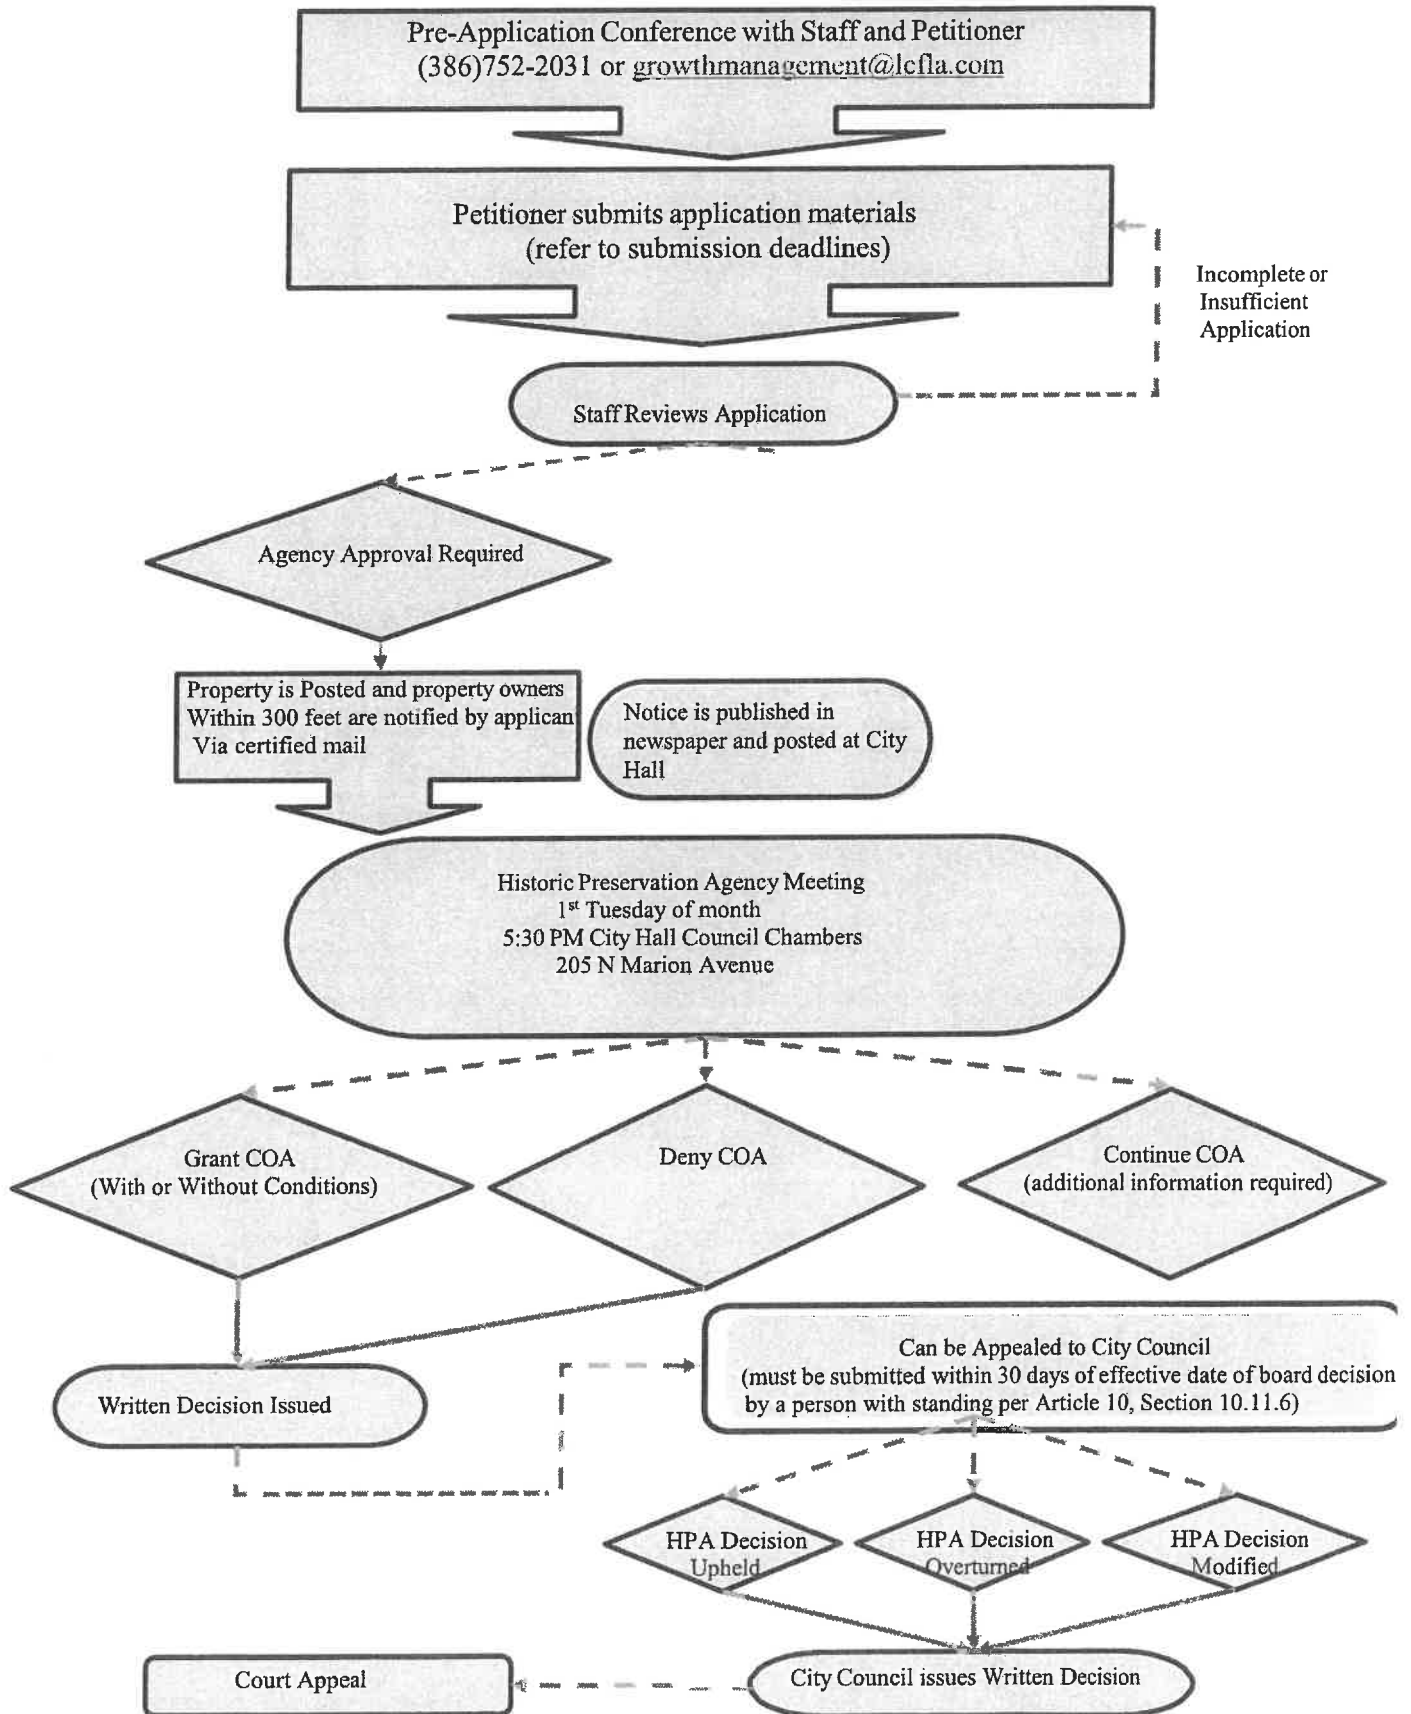 Pre-Application Conference with Staff and Petitioner
(386)752-2031 or growthmanagement@lcfla.com
Petitioner submits application materials
(refer to submission deadlines)
Incomplete or
Insufficient
Application
Staff Reviews Application
Agency Approval Required
Property is Posted and property owners
Within 300 feet are notified by applican
Via certified mail
Notice is published in
newspaper and posted at City
Hall
Historic Preservation Agency Meeting
1st Tuesday of month
5:30 PM City Hall Council Chambers
205 N Marion Avenue
Grant COA
(With or Without Conditions)
Deny COA
Continue COA
(additional information required)
Can be Appealed to City Council
(must be submitted within 30 days of effective date of board decision
by a person with standing per Article 10, Section 10.11.6)
Written Decision Issued
HPA Decision
Upheld
HPA Decision
Overturned
HPA Decision
Modified
Court Appeal
City Council issues Written Decision